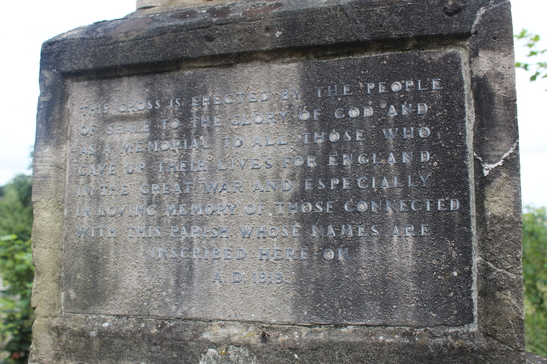 THIS CROSS IS ERECTED BY THE PEOPLE
OF TO THE GLORY OF GOD AND
AS A MEMORIAL TO ALL THOSE WHO
GAVE UP THEIR LIVES FOR ENGLAND
IN THE GREAT WAR AND ESPECIALLY
IN LOVING MEMORY OF THOSE CONNECTED
WITH THIS PARISH WHOSE NAMES ARE
INSCRIBED HERE ON
A.D. 1919.